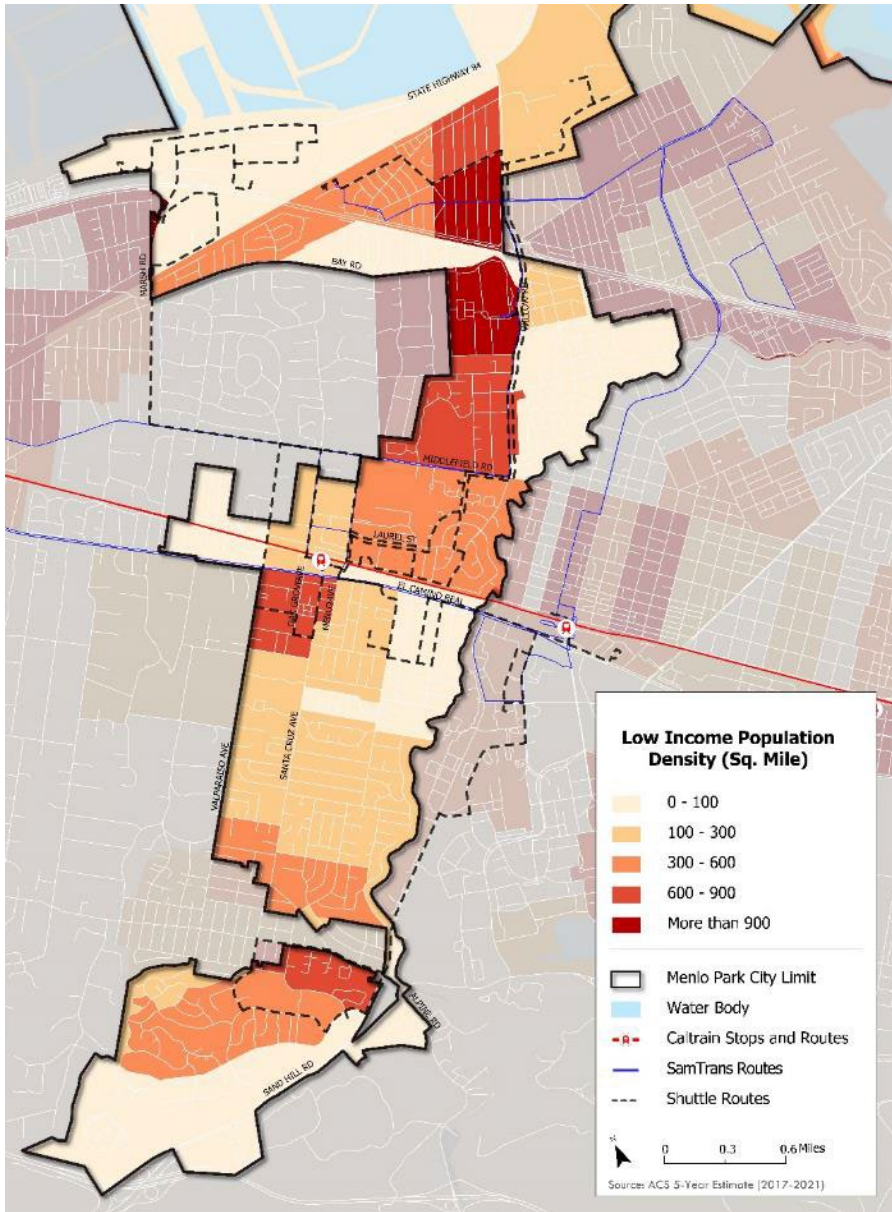 STATE HIGHWAY 84
MARSH RD
BAY RD
MIDDLEFIELD RD
LAUREL ST
EL CAMINO REAL
MENLO AVE
SANTA CRUZ AVE
VALPARAISO AVE
ALPINE RD
SAND HILL RD
Low Income Population
Density (Sq. Mile)
0 - 100
100 - 300
300 - 600
600 - 900
More than 900
Menlo Park City Limit
Water Body
Caltrain Stops and Routes
SamTrans Routes
Shuttle Routes
0 0.3 0.6 Miles
Source: ACS 5-Year Estimate (2017-2021)